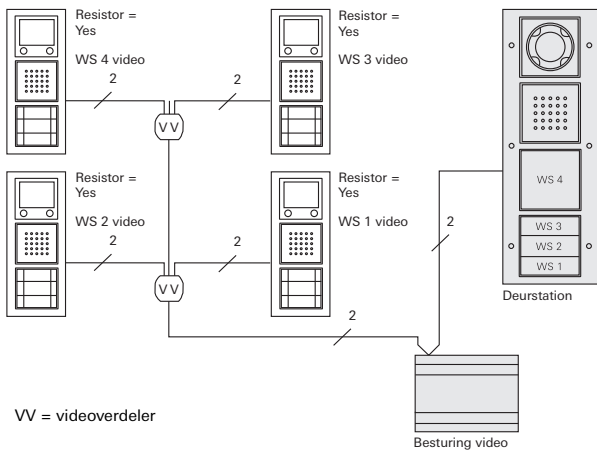 Resistor =
Yes
WS 4 video
2
Resistor =
Yes
WS 3 video
2
VV
WS 4
WS 3
WS 2
WS 1
Deurstation
Resistor =
Yes
WS 2 video
2
Resistor =
Yes
WS 1 video
2
VV
2
2
VV = videoverdeler
Besturing video